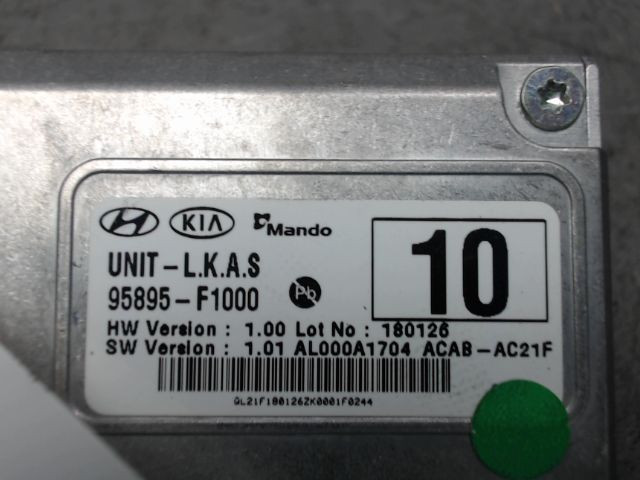 HYUNDAI KIA Mando
UNIT-L.K.A.S
95895-F1000 Pb
10
HW Version : 1.00 Lot No : 180126
SW Version : 1.01 AL000A1704 ACAB-AC21F
QL21F180126ZK0001F0244